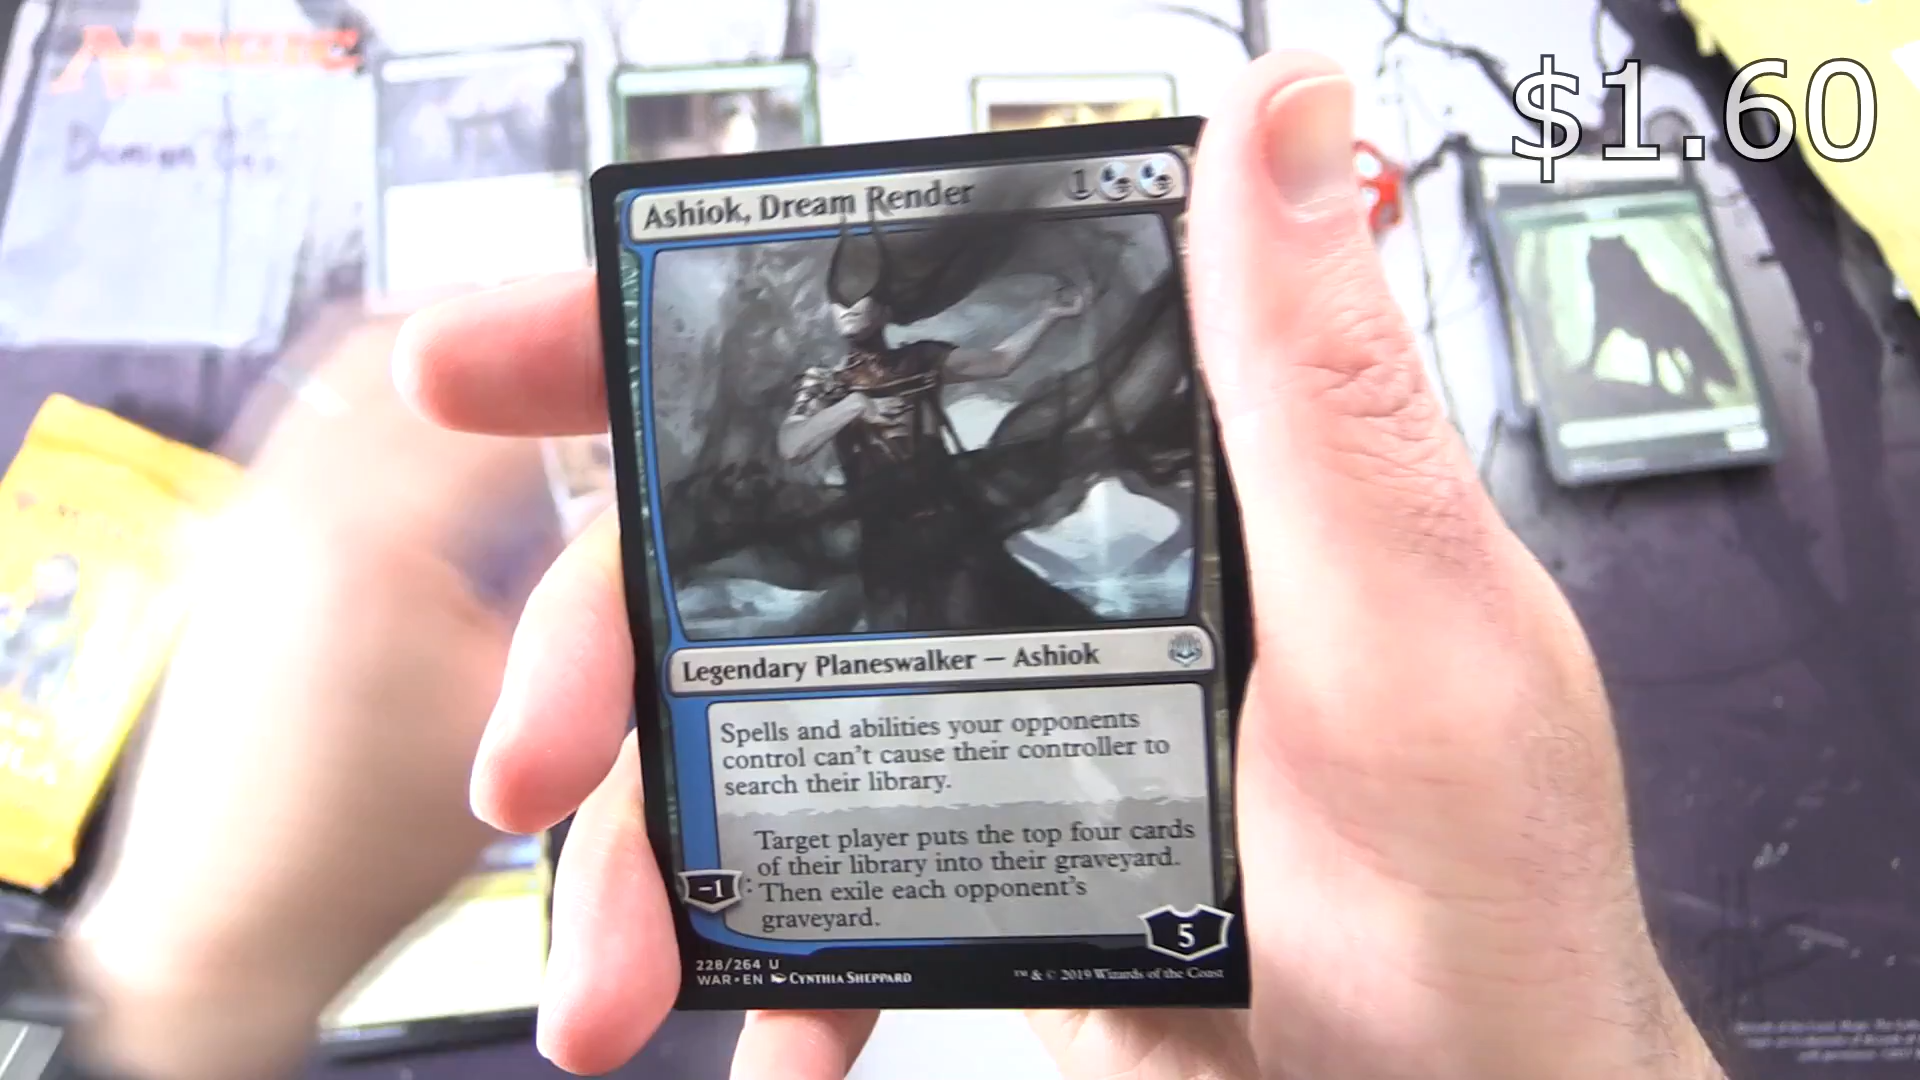 $1.60
MAGIC
Ashiok, Dream Render 1
Legendary Planeswalker — Ashiok
Spells and abilities your opponents
control can't cause their controller to
search their library.
Target player puts the top four cards
of their library into their graveyard.
-1: Then exile each opponent's
graveyard.
5
228/264 U
WAR • EN Cynthia Sheppard
™ & © 2019 Wizards of the Coast